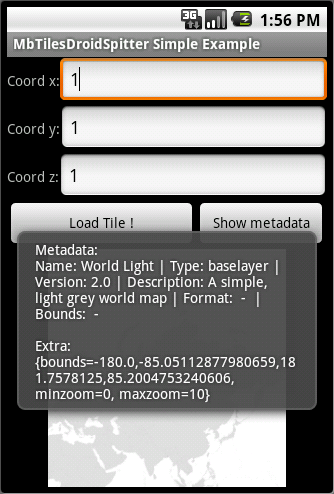 3G 1:56 PM
MbTilesDroidSpitter Simple Example
Coord x: 1
Coord y: 1
Coord z: 1
Load Tile ! Show metadata
Metadata:
Name: World Light | Type: baselayer |
Version: 2.0 | Description: A simple,
light grey world map | Format:  -  |
Bounds:  -
Extra:
{bounds=-180.0,-85.05112877980659,18
1.7578125,85.2004753240606,
minzoom=0, maxzoom=10}